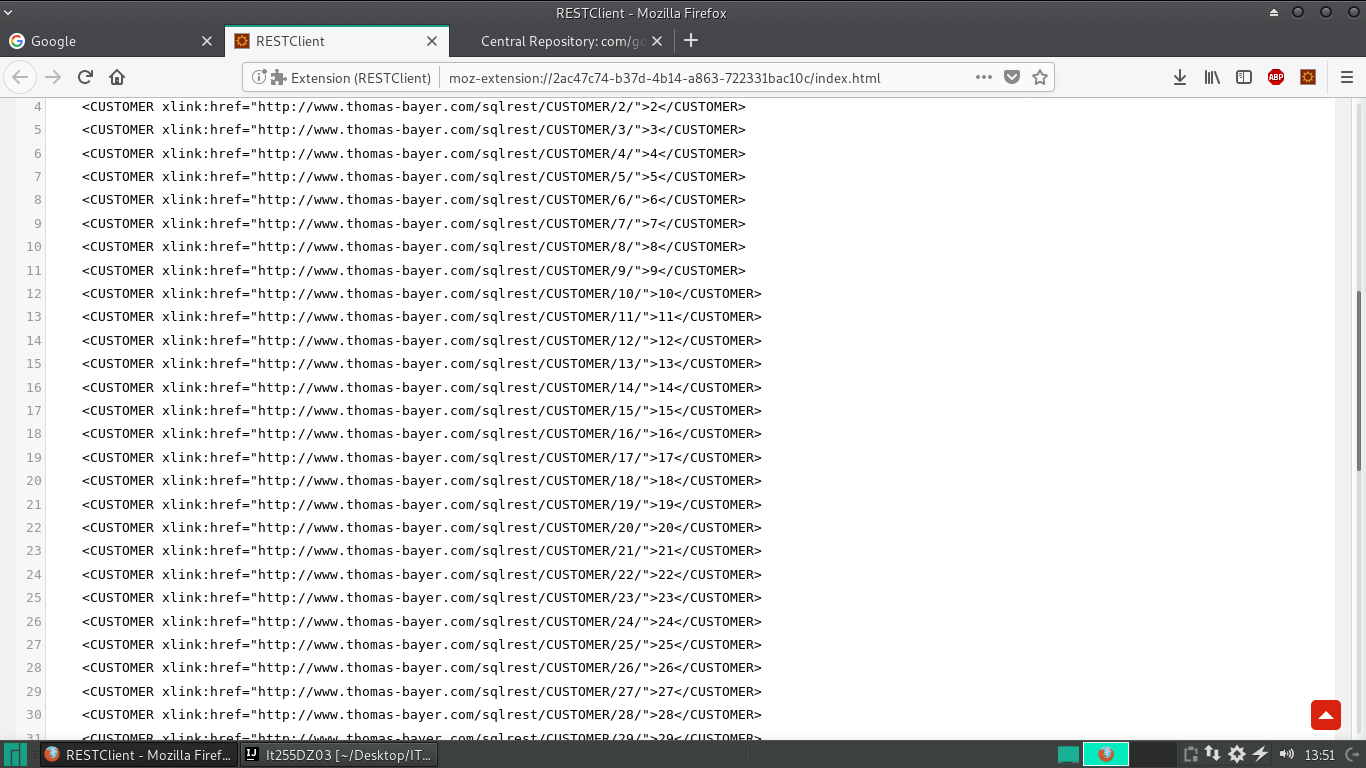 RESTClient - Mozilla Firefox
Google
RESTClient
Central Repository: com/go
Extension (RESTClient)
moz-extension://2ac47c74-b37d-4b14-a863-722331bac10c/index.html
ABP
4 <CUSTOMER xlink:href="http://www.thomas-bayer.com/sqlrest/CUSTOMER/2/">2</CUSTOMER>
5 <CUSTOMER xlink:href="http://www.thomas-bayer.com/sqlrest/CUSTOMER/3/">3</CUSTOMER>
6 <CUSTOMER xlink:href="http://www.thomas-bayer.com/sqlrest/CUSTOMER/4/">4</CUSTOMER>
7 <CUSTOMER xlink:href="http://www.thomas-bayer.com/sqlrest/CUSTOMER/5/">5</CUSTOMER>
8 <CUSTOMER xlink:href="http://www.thomas-bayer.com/sqlrest/CUSTOMER/6/">6</CUSTOMER>
9 <CUSTOMER xlink:href="http://www.thomas-bayer.com/sqlrest/CUSTOMER/7/">7</CUSTOMER>
10 <CUSTOMER xlink:href="http://www.thomas-bayer.com/sqlrest/CUSTOMER/8/">8</CUSTOMER>
11 <CUSTOMER xlink:href="http://www.thomas-bayer.com/sqlrest/CUSTOMER/9/">9</CUSTOMER>
12 <CUSTOMER xlink:href="http://www.thomas-bayer.com/sqlrest/CUSTOMER/10/">10</CUSTOMER>
13 <CUSTOMER xlink:href="http://www.thomas-bayer.com/sqlrest/CUSTOMER/11/">11</CUSTOMER>
14 <CUSTOMER xlink:href="http://www.thomas-bayer.com/sqlrest/CUSTOMER/12/">12</CUSTOMER>
15 <CUSTOMER xlink:href="http://www.thomas-bayer.com/sqlrest/CUSTOMER/13/">13</CUSTOMER>
16 <CUSTOMER xlink:href="http://www.thomas-bayer.com/sqlrest/CUSTOMER/14/">14</CUSTOMER>
17 <CUSTOMER xlink:href="http://www.thomas-bayer.com/sqlrest/CUSTOMER/15/">15</CUSTOMER>
18 <CUSTOMER xlink:href="http://www.thomas-bayer.com/sqlrest/CUSTOMER/16/">16</CUSTOMER>
19 <CUSTOMER xlink:href="http://www.thomas-bayer.com/sqlrest/CUSTOMER/17/">17</CUSTOMER>
20 <CUSTOMER xlink:href="http://www.thomas-bayer.com/sqlrest/CUSTOMER/18/">18</CUSTOMER>
21 <CUSTOMER xlink:href="http://www.thomas-bayer.com/sqlrest/CUSTOMER/19/">19</CUSTOMER>
22 <CUSTOMER xlink:href="http://www.thomas-bayer.com/sqlrest/CUSTOMER/20/">20</CUSTOMER>
23 <CUSTOMER xlink:href="http://www.thomas-bayer.com/sqlrest/CUSTOMER/21/">21</CUSTOMER>
24 <CUSTOMER xlink:href="http://www.thomas-bayer.com/sqlrest/CUSTOMER/22/">22</CUSTOMER>
25 <CUSTOMER xlink:href="http://www.thomas-bayer.com/sqlrest/CUSTOMER/23/">23</CUSTOMER>
26 <CUSTOMER xlink:href="http://www.thomas-bayer.com/sqlrest/CUSTOMER/24/">24</CUSTOMER>
27 <CUSTOMER xlink:href="http://www.thomas-bayer.com/sqlrest/CUSTOMER/25/">25</CUSTOMER>
28 <CUSTOMER xlink:href="http://www.thomas-bayer.com/sqlrest/CUSTOMER/26/">26</CUSTOMER>
29 <CUSTOMER xlink:href="http://www.thomas-bayer.com/sqlrest/CUSTOMER/27/">27</CUSTOMER>
30 <CUSTOMER xlink:href="http://www.thomas-bayer.com/sqlrest/CUSTOMER/28/">28</CUSTOMER>
31 <CUSTOMER xlink:href="http://www.thomas-bayer.com/sqlrest/CUSTOMER/29/">29</CUSTOMER>
RESTClient - Mozilla Firef...
IJ
It255DZ03 [~/Desktop/IT...
13:51